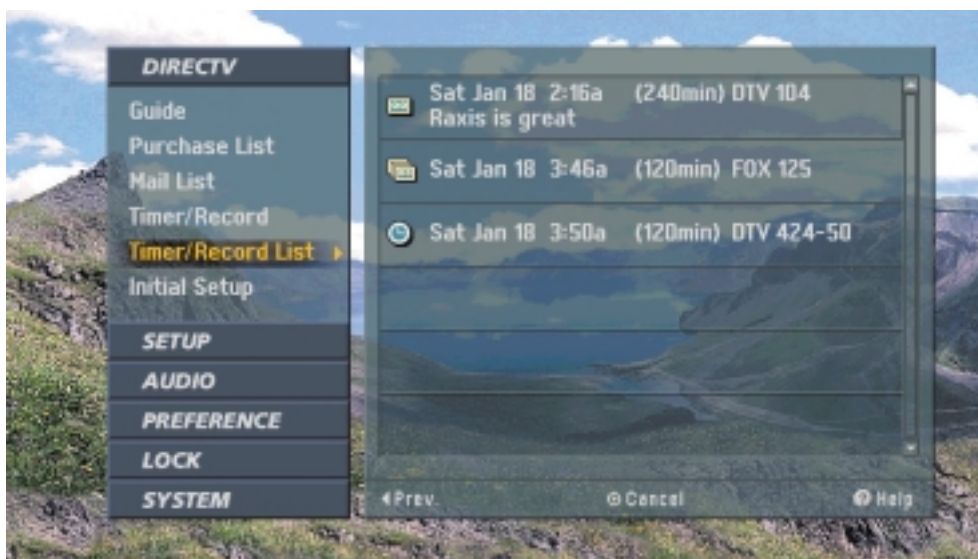 DIRECTV
Guide
Purchase List
Mail List
Timer/Record
Timer/Record List
Initial Setup
SETUP
AUDIO
PREFERENCE
LOCK
SYSTEM
Sat Jan 18 2:16a (240min) DTV 104
Raxis is great
Sat Jan 18 3:46a (120min) FOX 125
Sat Jan 18 3:50a (120min) DTV 424-50
Prev. Cancel Help